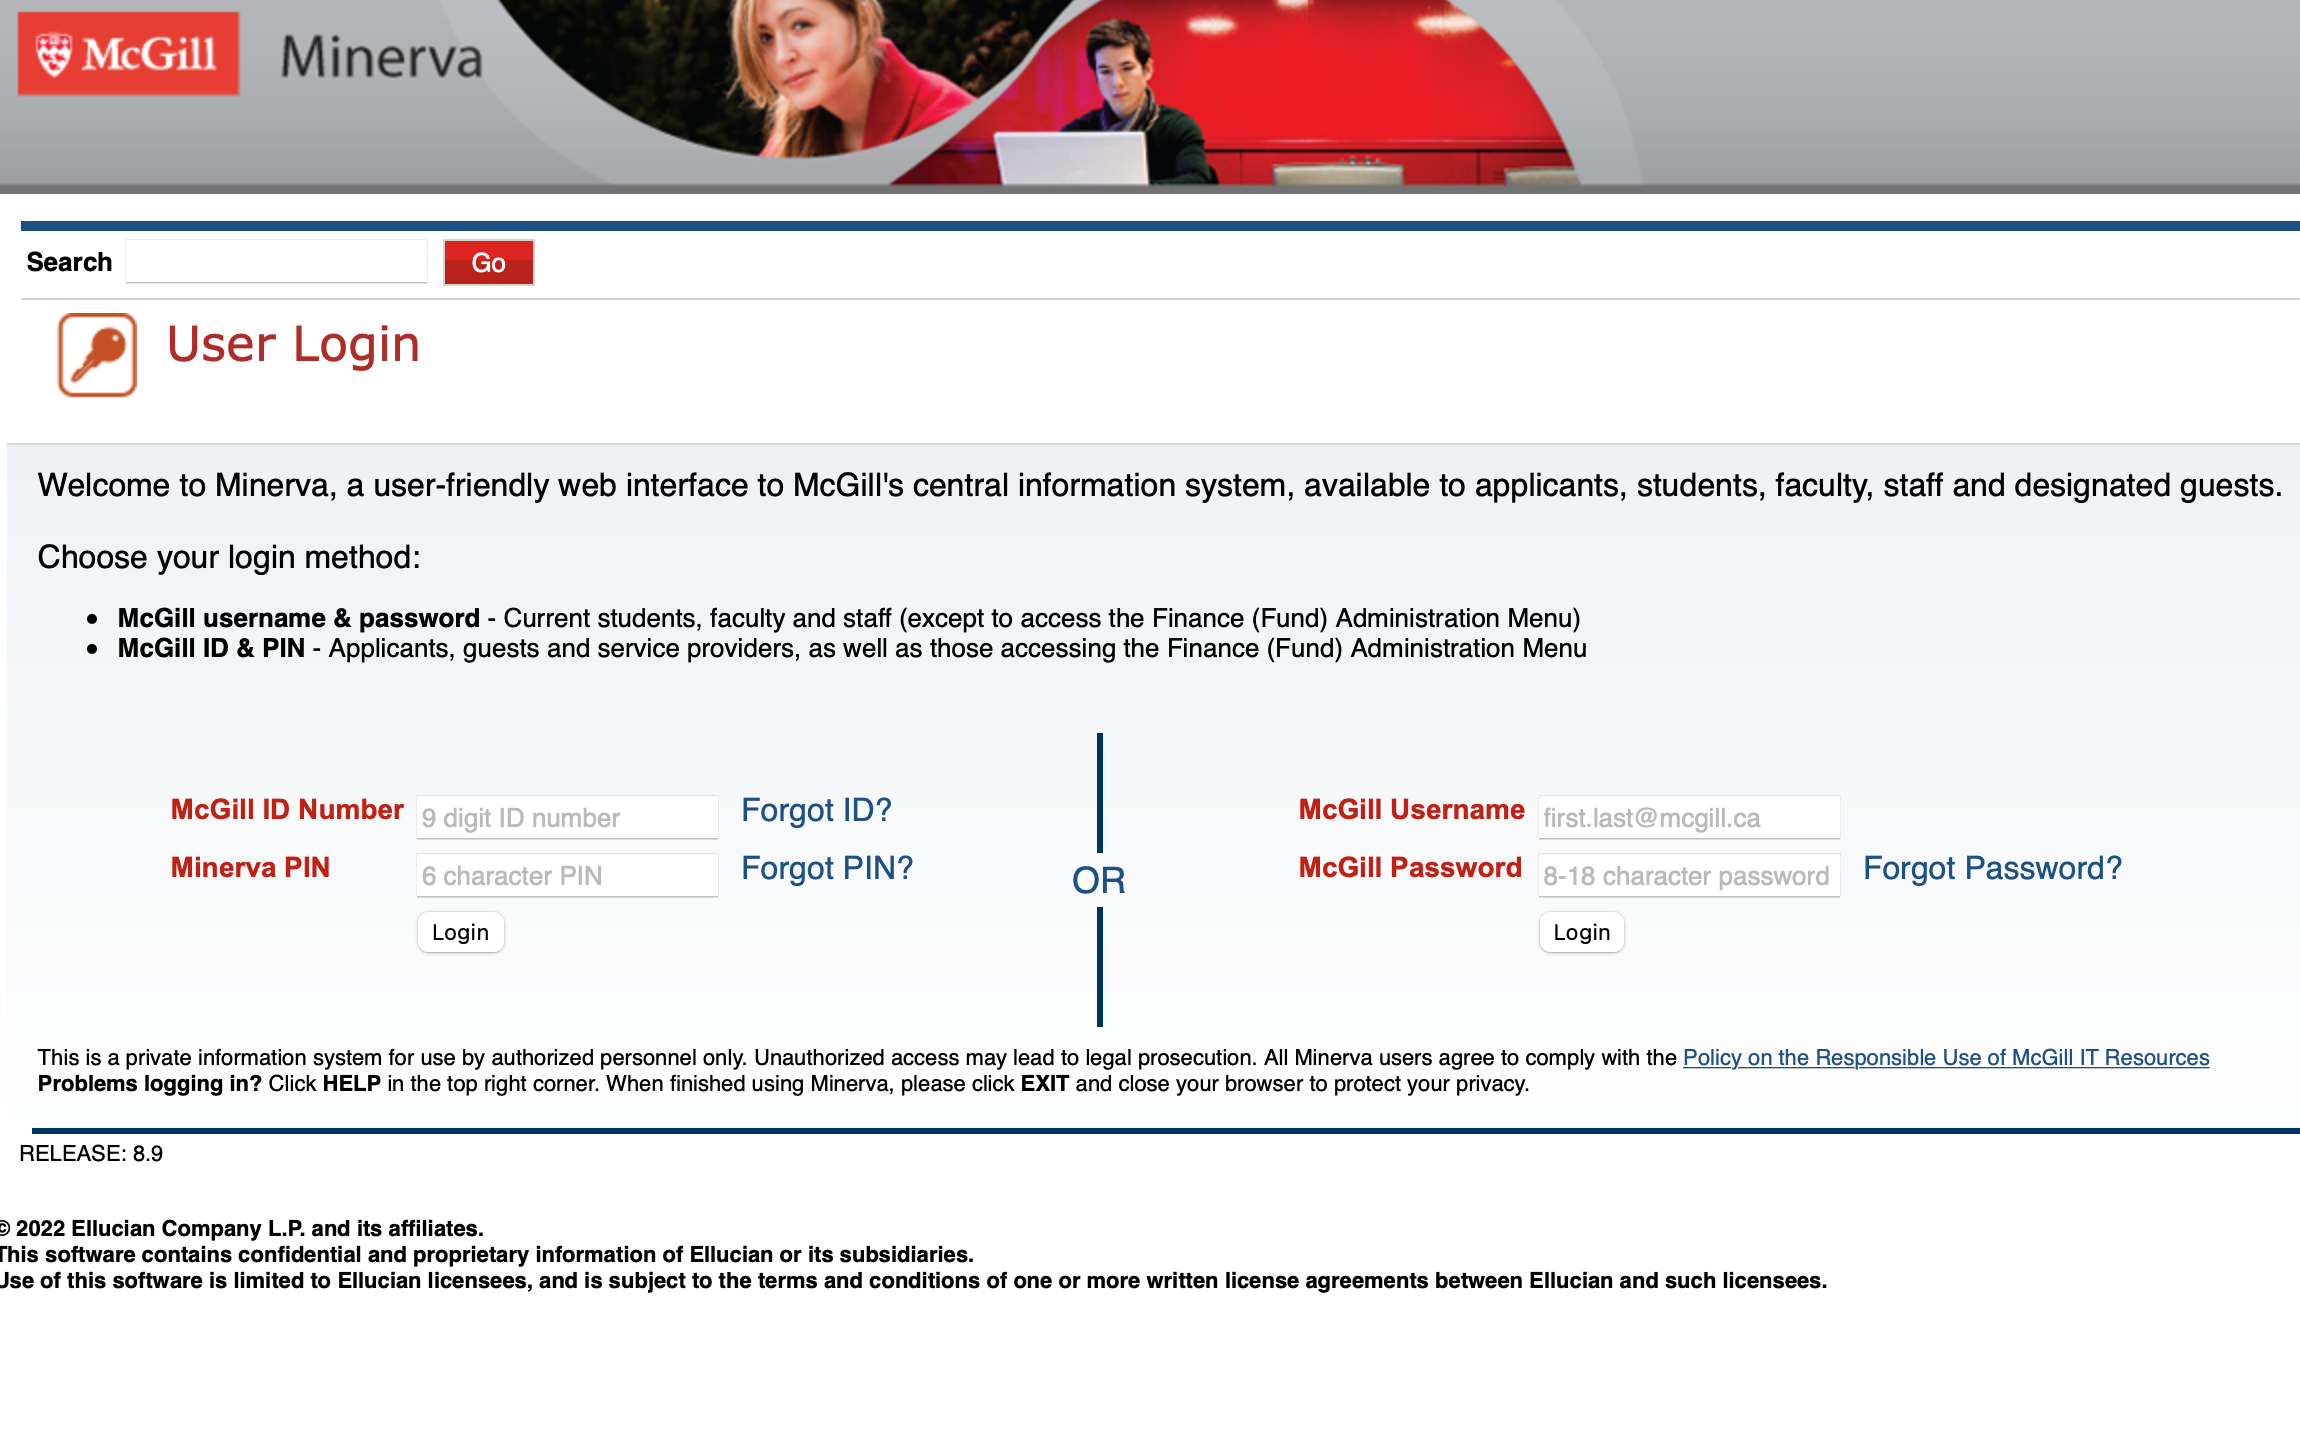 McGill Minerva
Search Go
User Login
Welcome to Minerva, a user-friendly web interface to McGill's central information system, available to applicants, students, faculty, staff and designated guests.
Choose your login method:
• McGill username & password - Current students, faculty and staff (except to access the Finance (Fund) Administration Menu)
• McGill ID & PIN - Applicants, guests and service providers, as well as those accessing the Finance (Fund) Administration Menu
McGill ID Number 9 digit ID number Forgot ID?
Minerva PIN 6 character PIN Forgot PIN?
Login
OR
McGill Username first.last@mcgill.ca
McGill Password 8-18 character password Forgot Password?
Login
This is a private information system for use by authorized personnel only. Unauthorized access may lead to legal prosecution. All Minerva users agree to comply with the Policy on the Responsible Use of McGill IT Resources
Problems logging in? Click HELP in the top right corner. When finished using Minerva, please click EXIT and close your browser to protect your privacy.
RELEASE: 8.9
© 2022 Ellucian Company L.P. and its affiliates.
This software contains confidential and proprietary information of Ellucian or its subsidiaries.
Use of this software is limited to Ellucian licensees, and is subject to the terms and conditions of one or more written license agreements between Ellucian and such licensees.